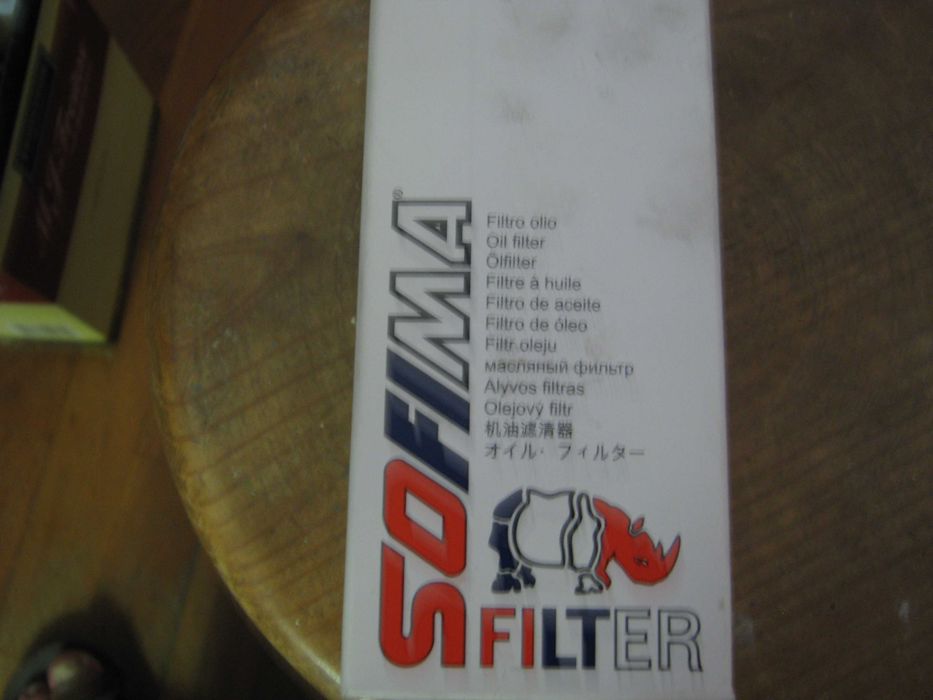 SOFIMA®
Filtro olio
Oil filter
Ölfilter
Filtre à huile
Filtro de aceite
Filtro de óleo
Filtr oleju
масляный фильтр
Alyvos filtras
Olejový filtr
机油滤清器
オイル・フィルター
FILTER